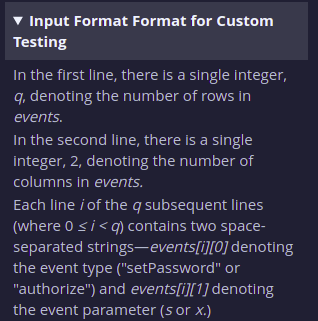 ▼ Input Format Format for Custom
Testing
In the first line, there is a single integer,
q, denoting the number of rows in
events.
In the second line, there is a single
integer, 2, denoting the number of
columns in events.
Each line i of the q subsequent lines
(where 0 ≤ i < q) contains two space-
separated strings—events[i][0] denoting
the event type ("setPassword" or
"authorize") and events[i][1] denoting
the event parameter (s or x.)